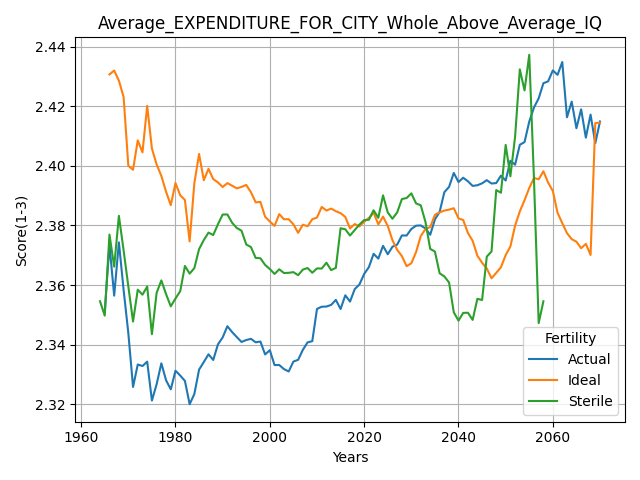 Average_EXPENDITURE_FOR_CITY_Whole_Above_Average_IQ
2.44
2.42
2.40
2.38
2.36
2.34
2.32
Score(1-3)
1960
1980
2000
2020
2040
2060
Years
Fertility
Actual
Ideal
Sterile